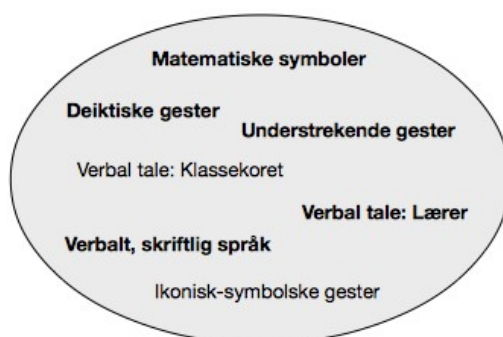 Matematiske symboler
Deiktiske gester
Understrekende gester
Verbal tale: Klassekoret
Verbal tale: Lærer
Verbalt, skriftlig språk
Ikonisk-symbolske gester